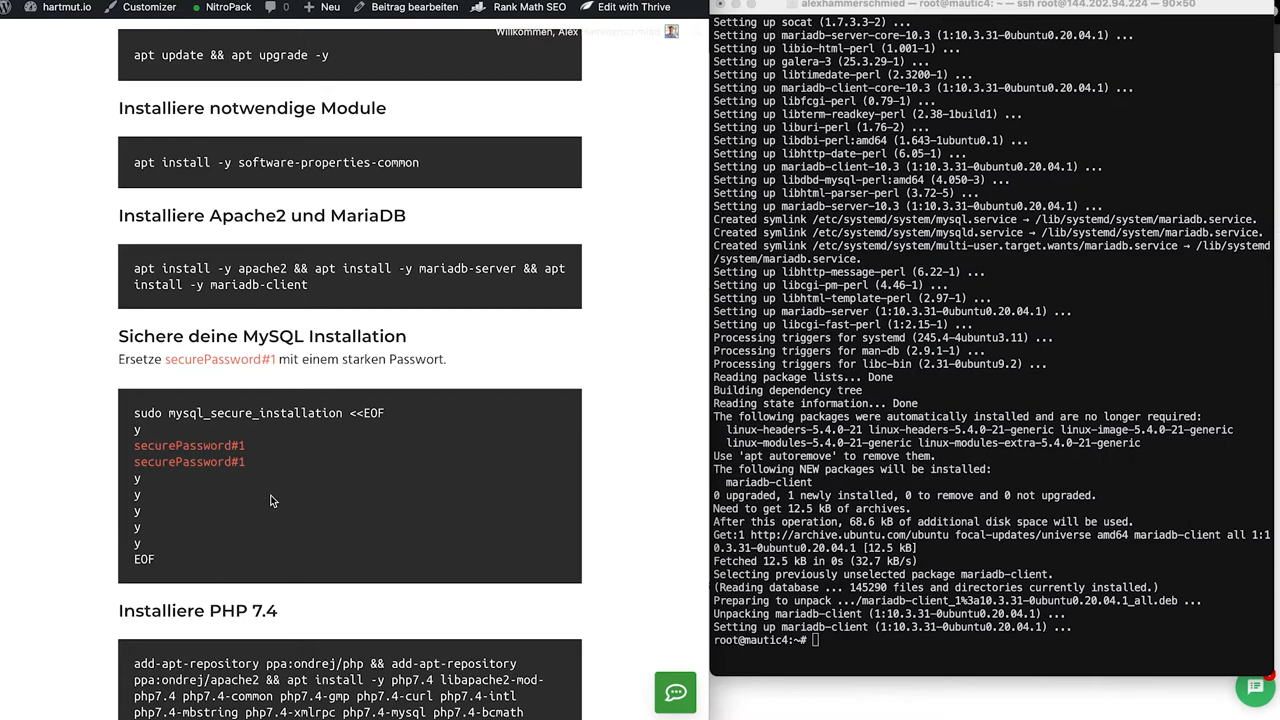 hartmut.io
Customizer
NitroPack
0
Neu
Beitrag bearbeiten
Rank Math SEO
Edit with Thrive
Willkommen, Alex
apt update && apt upgrade -y
Installiere notwendige Module
apt install -y software-properties-common
Installiere Apache2 und MariaDB
apt install -y apache2 && apt install -y mariadb-server && apt
install -y mariadb-client
Sichere deine MySQL Installation
Ersetze securePassword#1 mit einem starken Passwort.
sudo mysql_secure_installation <<EOF
y
securePassword#1
securePassword#1
y
y
y
y
y
EOF
Installiere PHP 7.4
add-apt-repository ppa:ondrej/php && add-apt-repository
ppa:ondrej/apache2 && apt install -y php7.4 libapache2-mod-
php7.4 php7.4-common php7.4-gmp php7.4-curl php7.4-intl
php7.4-mbstring php7.4-xmlrpc php7.4-mysql php7.4-bcmath
alexhammerschmied — root@mautic4: ~ — ssh root@144.202.94.224 — 90×50
Setting up socat (1.7.3.3-2) ...
Setting up mariadb-server-core-10.3 (1:10.3.31-0ubuntu0.20.04.1) ...
Setting up libio-html-perl (1.001-1) ...
Setting up galera-3 (25.3.29-1) ...
Setting up libtimedate-perl (2.3200-1) ...
Setting up mariadb-client-core-10.3 (1:10.3.31-0ubuntu0.20.04.1) ...
Setting up libfcgi-perl (0.79-1) ...
Setting up libterm-readkey-perl (2.38-1build1) ...
Setting up liburi-perl (1.76-2) ...
Setting up libdbi-perl:amd64 (1.643-1ubuntu0.1) ...
Setting up libhttp-date-perl (6.05-1) ...
Setting up mariadb-client-10.3 (1:10.3.31-0ubuntu0.20.04.1) ...
Setting up libdbd-mysql-perl:amd64 (4.050-3) ...
Setting up libhtml-parser-perl (3.72-5) ...
Setting up mariadb-server-10.3 (1:10.3.31-0ubuntu0.20.04.1) ...
Created symlink /etc/systemd/system/mysql.service → /lib/systemd/system/mariadb.service.
Created symlink /etc/systemd/system/mysqld.service → /lib/systemd/system/mariadb.service.
Created symlink /etc/systemd/system/multi-user.target.wants/mariadb.service → /lib/systemd
/system/mariadb.service.
Setting up libhttp-message-perl (6.22-1) ...
Setting up libcgi-pm-perl (4.46-1) ...
Setting up libhtml-template-perl (2.97-1) ...
Setting up mariadb-server (1:10.3.31-0ubuntu0.20.04.1) ...
Setting up libcgi-fast-perl (1:2.15-1) ...
Processing triggers for systemd (245.4-4ubuntu3.11) ...
Processing triggers for man-db (2.9.1-1) ...
Processing triggers for libc-bin (2.31-0ubuntu9.2) ...
Reading package lists... Done
Building dependency tree
Reading state information... Done
The following packages were automatically installed and are no longer required:
linux-headers-5.4.0-21 linux-headers-5.4.0-21-generic linux-image-5.4.0-21-generic
linux-modules-5.4.0-21-generic linux-modules-extra-5.4.0-21-generic
Use 'apt autoremove' to remove them.
The following NEW packages will be installed:
mariadb-client
0 upgraded, 1 newly installed, 0 to remove and 0 not upgraded.
Need to get 12.5 kB of archives.
After this operation, 68.6 kB of additional disk space will be used.
Get:1 http://archive.ubuntu.com/ubuntu focal-updates/universe amd64 mariadb-client all 1:1
0.3.31-0ubuntu0.20.04.1 [12.5 kB]
Fetched 12.5 kB in 0s (32.7 kB/s)
Selecting previously unselected package mariadb-client.
(Reading database ... 145290 files and directories currently installed.)
Preparing to unpack .../mariadb-client_1%3a10.3.31-0ubuntu0.20.04.1_all.deb ...
Unpacking mariadb-client (1:10.3.31-0ubuntu0.20.04.1) ...
Setting up mariadb-client (1:10.3.31-0ubuntu0.20.04.1) ...
root@mautic4:~#